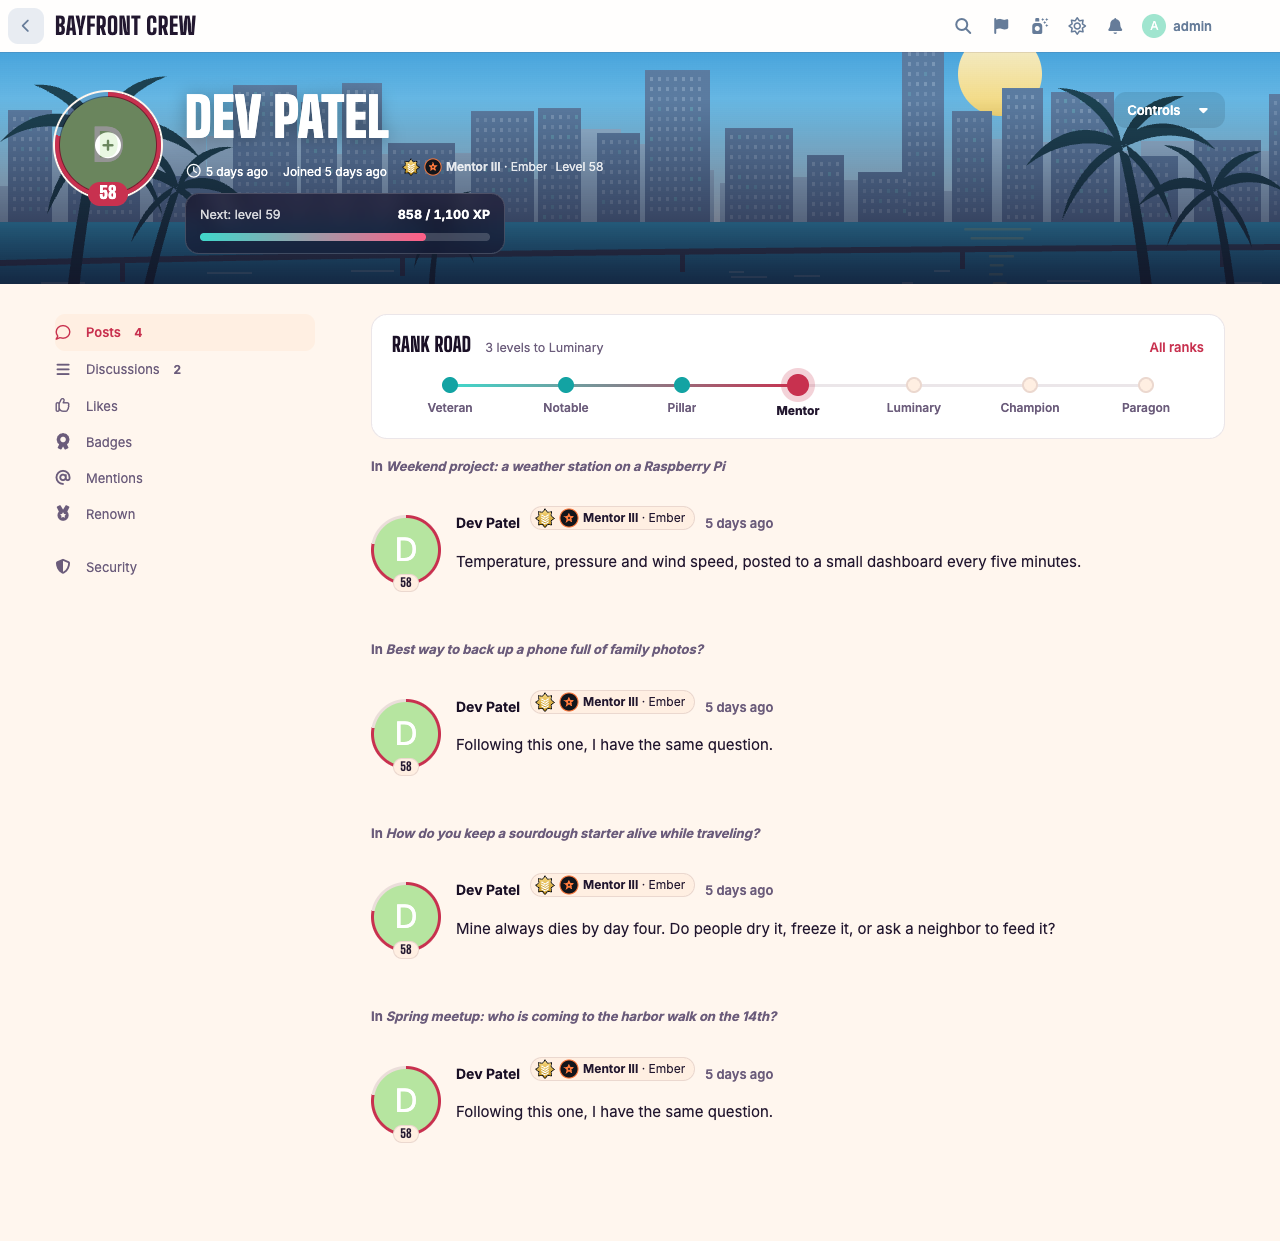 BAYFRONT CREW
A admin
DEV PATEL
Controls
5 days ago Joined 5 days ago Mentor III · Ember Level 58
D
58
Next: level 59 858 / 1,100 XP
Posts 4
Discussions 2
Likes
Badges
Mentions
Renown
Security
RANK ROAD 3 levels to Luminary All ranks
Veteran Notable Pillar Mentor Luminary Champion Paragon
In Weekend project: a weather station on a Raspberry Pi
Dev Patel Mentor III · Ember 5 days ago
D
58
Temperature, pressure and wind speed, posted to a small dashboard every five minutes.
In Best way to back up a phone full of family photos?
Dev Patel Mentor III · Ember 5 days ago
D
58
Following this one, I have the same question.
In How do you keep a sourdough starter alive while traveling?
Dev Patel Mentor III · Ember 5 days ago
D
58
Mine always dies by day four. Do people dry it, freeze it, or ask a neighbor to feed it?
In Spring meetup: who is coming to the harbor walk on the 14th?
Dev Patel Mentor III · Ember 5 days ago
D
58
Following this one, I have the same question.